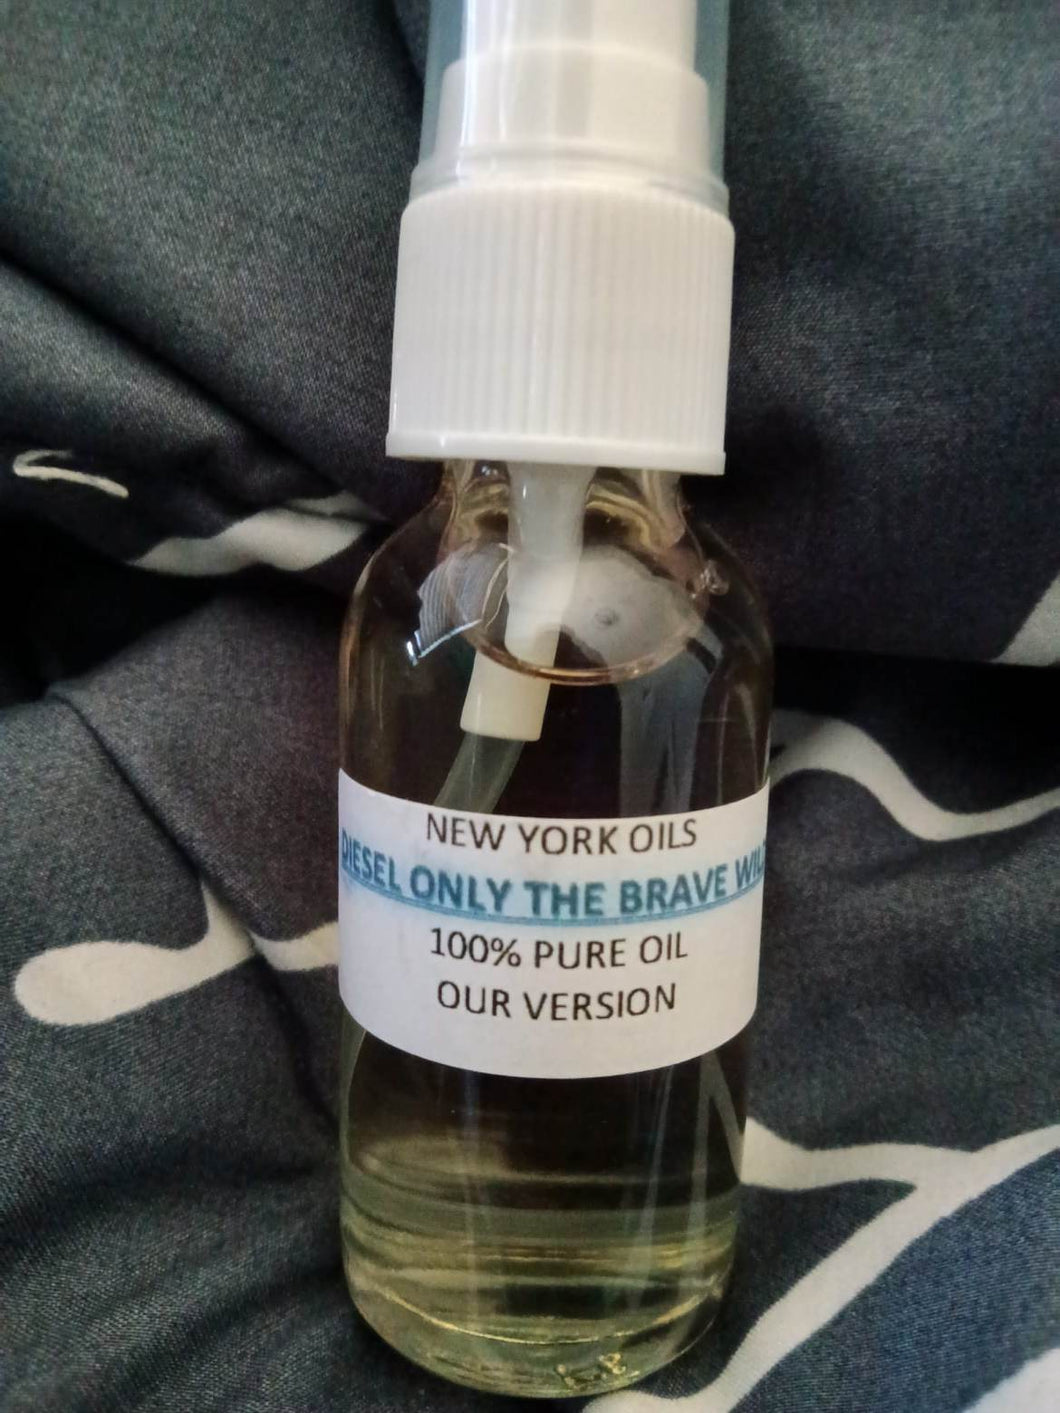 NEW YORK OILS
DIESEL ONLY THE BRAVE
100% PURE OIL
OUR VERSION